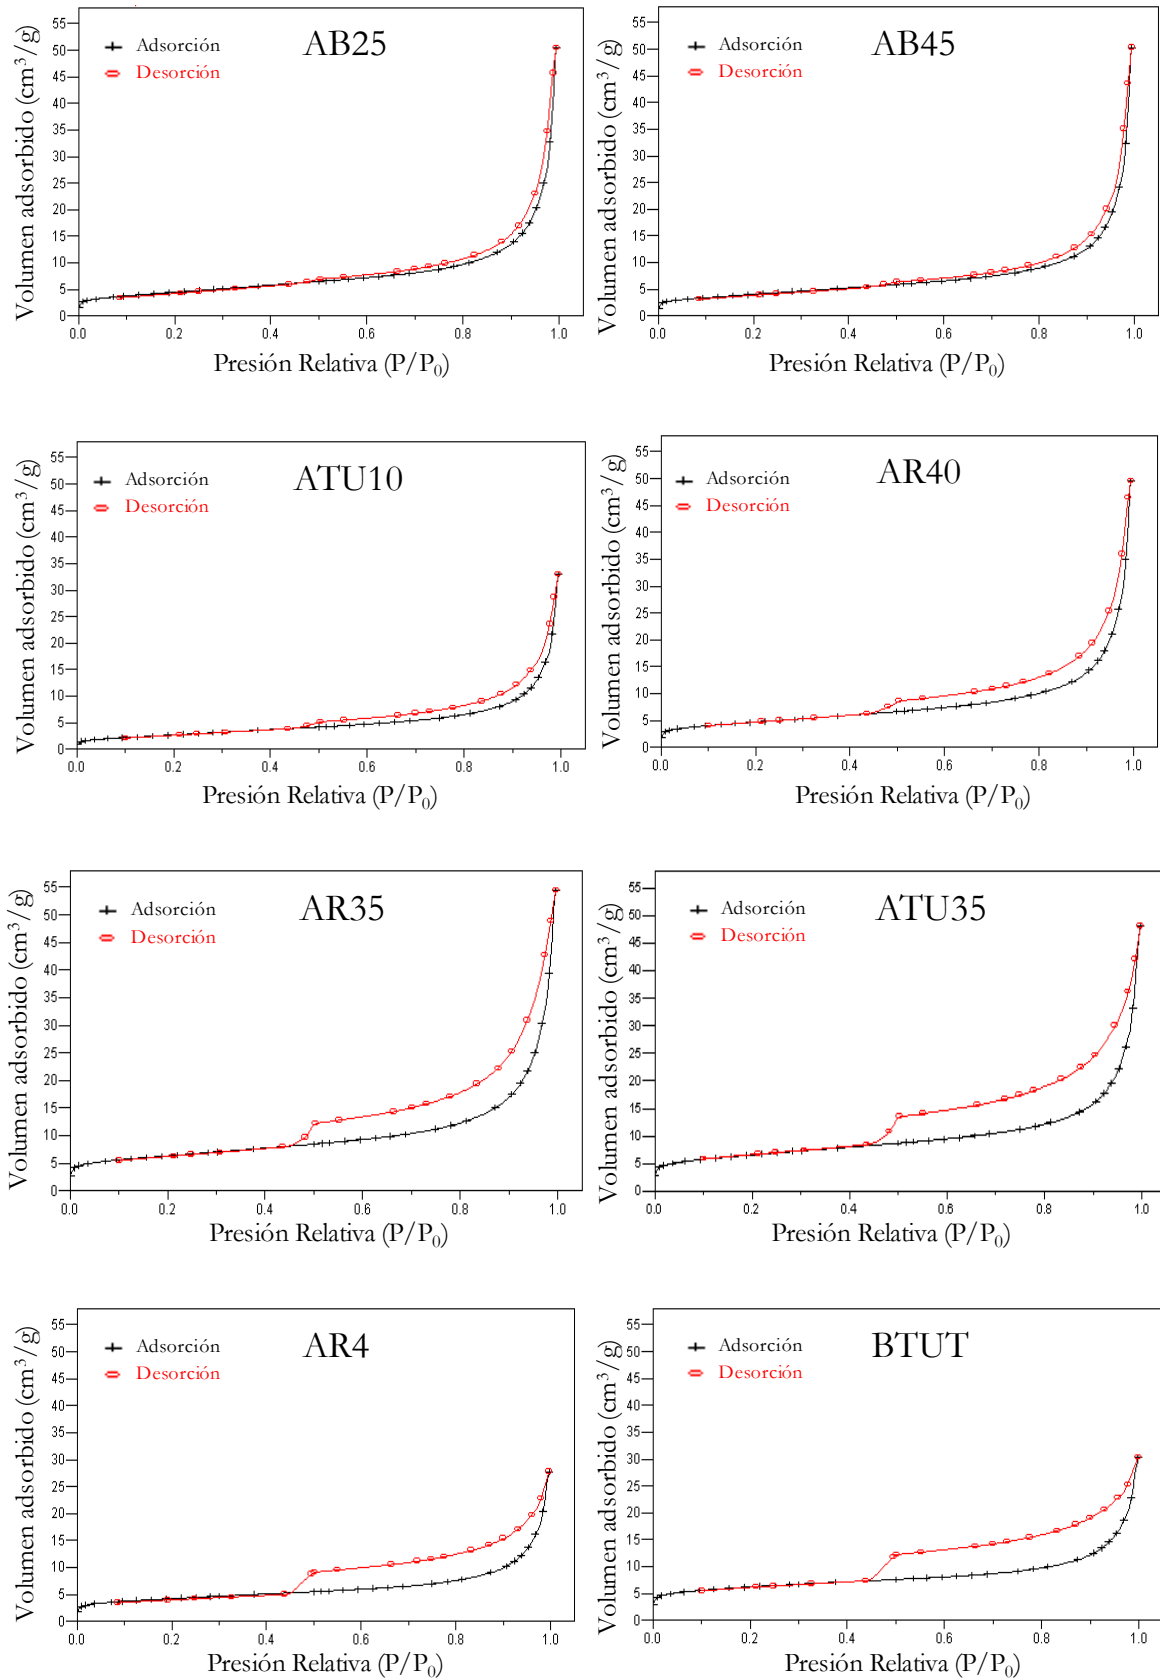 AB25
Adsorción
Desorción
Volumen adsorbido (cm³/g)
55
50
45
40
35
30
25
20
15
10
5
0
0.0 0.2 0.4 0.6 0.8 1.0
Presión Relativa (P/P₀)
AB45
Adsorción
Desorción
Volumen adsorbido (cm³/g)
55
50
45
40
35
30
25
20
15
10
5
0
0.0 0.2 0.4 0.6 0.8 1.0
Presión Relativa (P/P₀)
ATU10
Adsorción
Desorción
Volumen adsorbido (cm³/g)
55
50
45
40
35
30
25
20
15
10
5
0
0.0 0.2 0.4 0.6 0.8 1.0
Presión Relativa (P/P₀)
AR40
Adsorción
Desorción
Volumen adsorbido (cm³/g)
55
50
45
40
35
30
25
20
15
10
5
0
0.0 0.2 0.4 0.6 0.8 1.0
Presión Relativa (P/P₀)
AR35
Adsorción
Desorción
Volumen adsorbido (cm³/g)
55
50
45
40
35
30
25
20
15
10
5
0
0.0 0.2 0.4 0.6 0.8 1.0
Presión Relativa (P/P₀)
ATU35
Adsorción
Desorción
Volumen adsorbido (cm³/g)
55
50
45
40
35
30
25
20
15
10
5
0
0.0 0.2 0.4 0.6 0.8 1.0
Presión Relativa (P/P₀)
AR4
Adsorción
Desorción
Volumen adsorbido (cm³/g)
55
50
45
40
35
30
25
20
15
10
5
0
0.0 0.2 0.4 0.6 0.8 1.0
Presión Relativa (P/P₀)
BTUT
Adsorción
Desorción
Volumen adsorbido (cm³/g)
55
50
45
40
35
30
25
20
15
10
5
0
0.0 0.2 0.4 0.6 0.8 1.0
Presión Relativa (P/P₀)